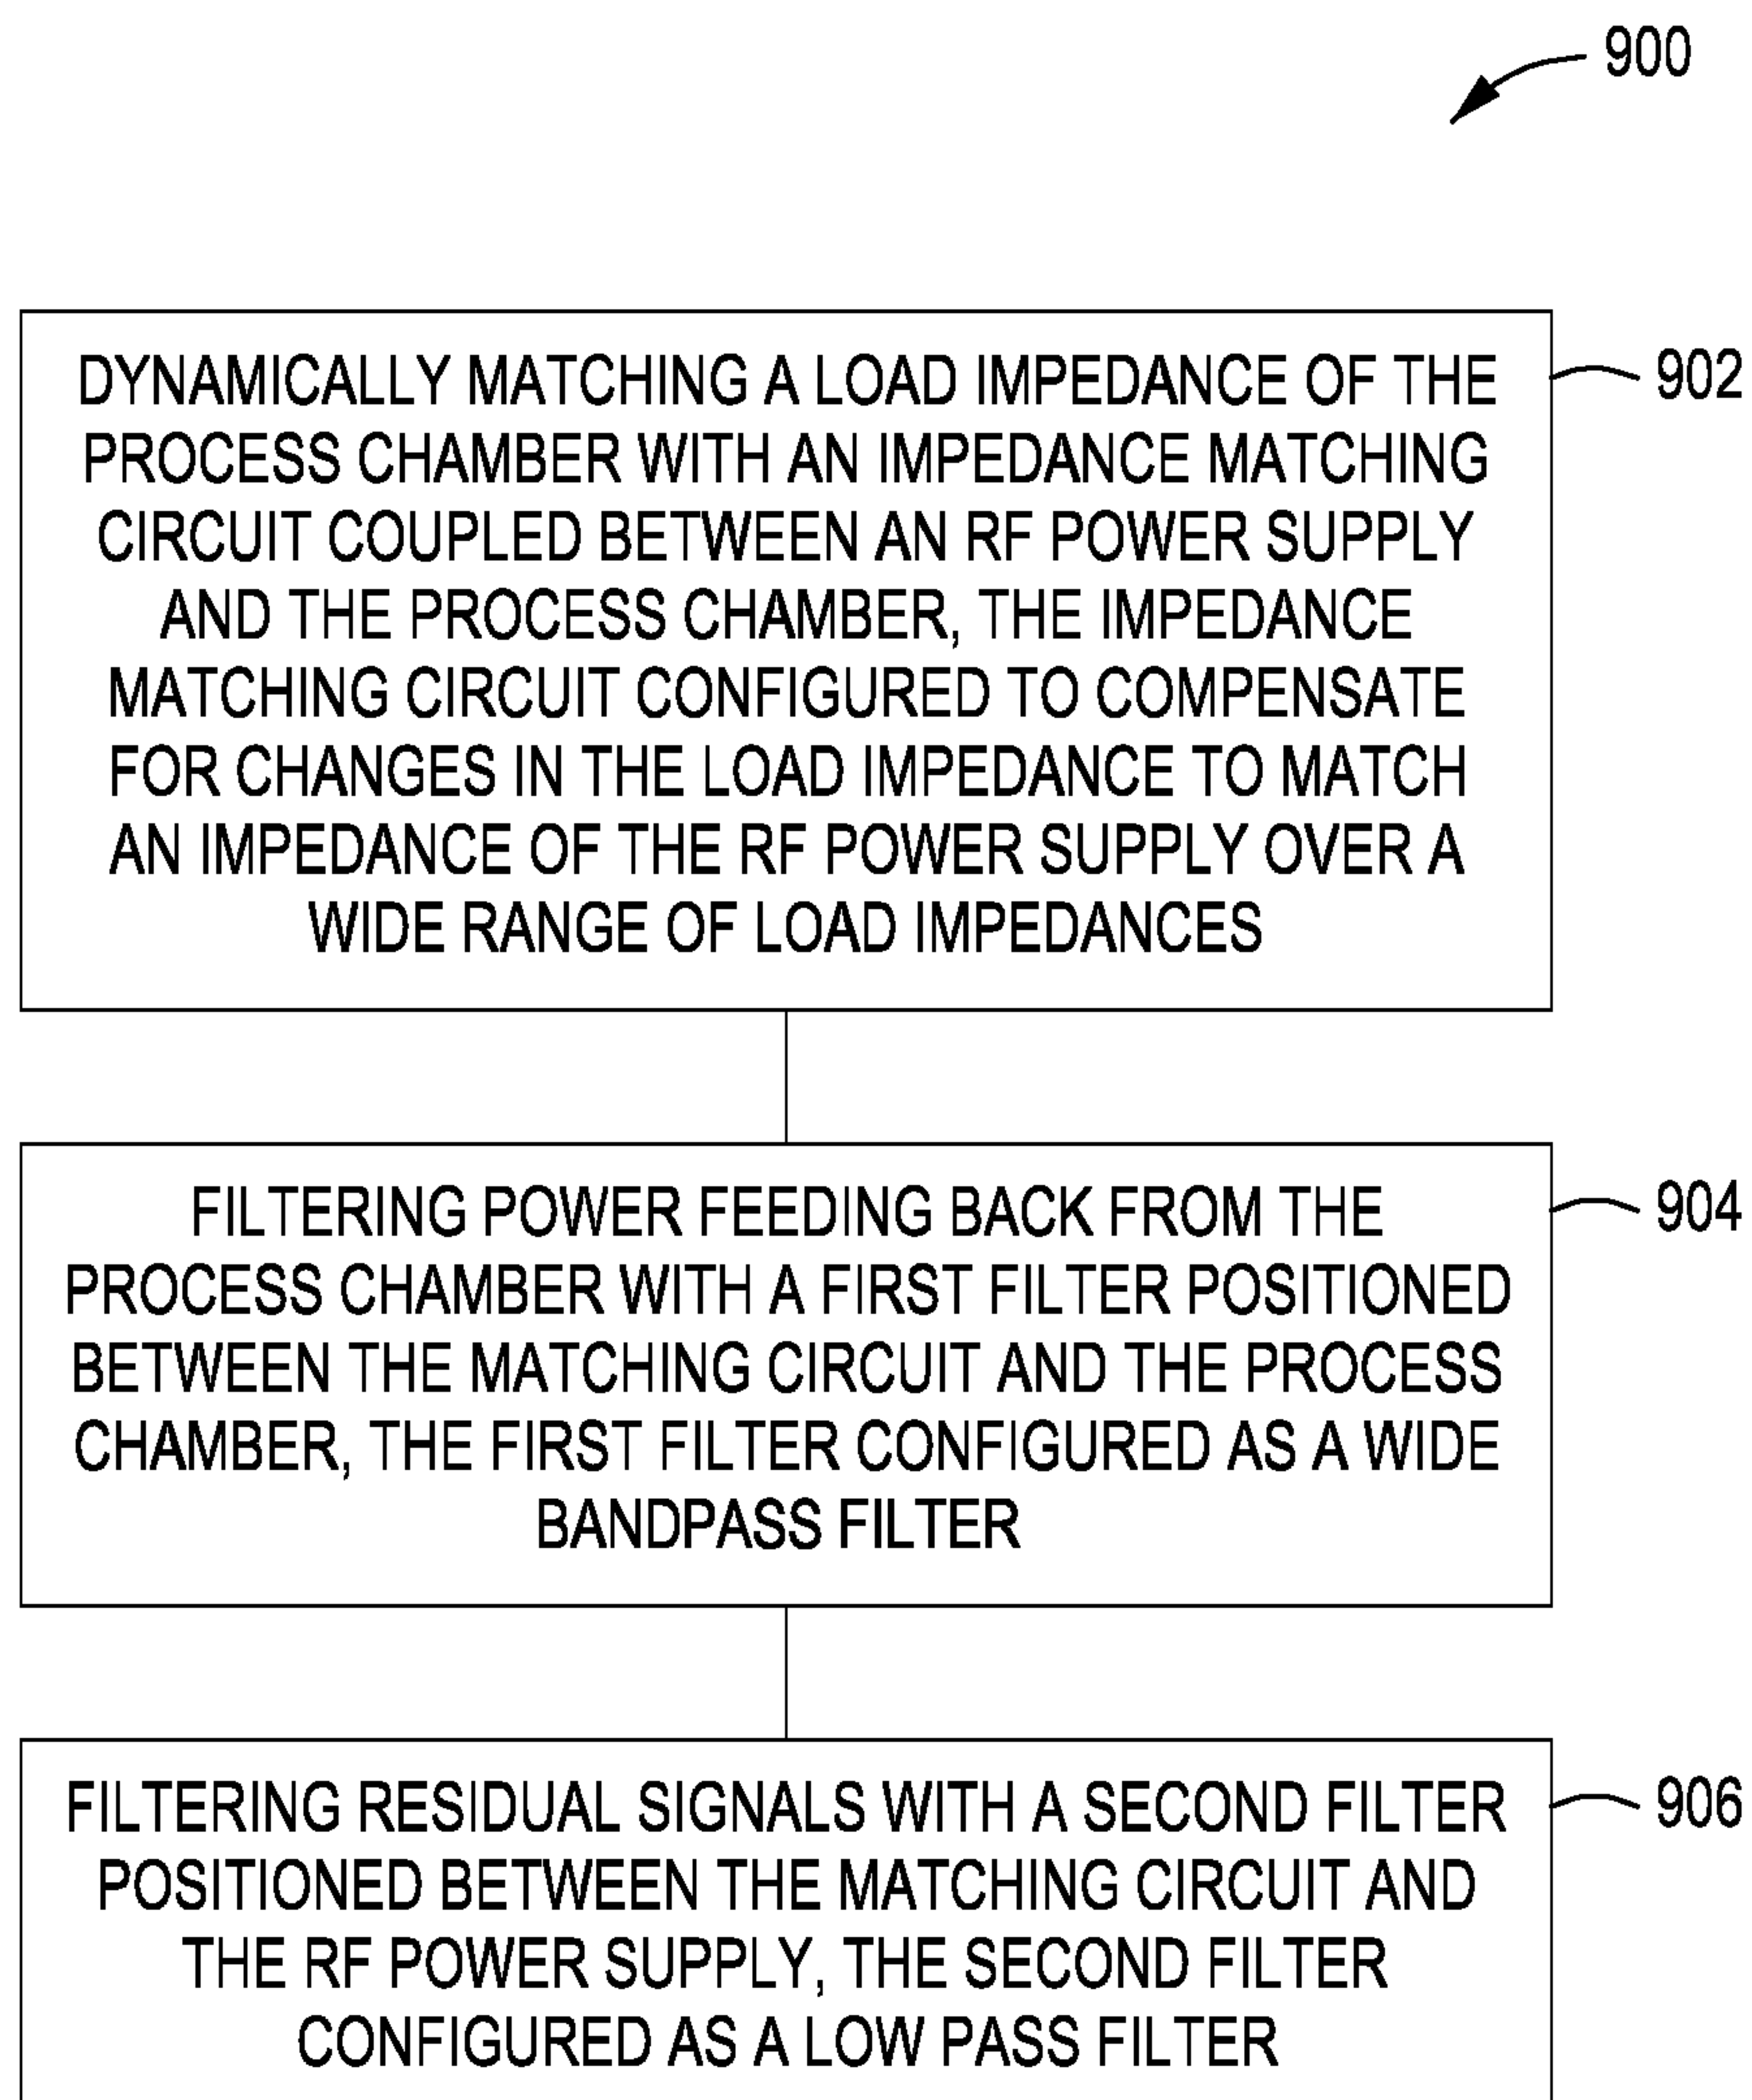 900
DYNAMICALLY MATCHING A LOAD IMPEDANCE OF THE
PROCESS CHAMBER WITH AN IMPEDANCE MATCHING
CIRCUIT COUPLED BETWEEN AN RF POWER SUPPLY
AND THE PROCESS CHAMBER, THE IMPEDANCE
MATCHING CIRCUIT CONFIGURED TO COMPENSATE
FOR CHANGES IN THE LOAD IMPEDANCE TO MATCH
AN IMPEDANCE OF THE RF POWER SUPPLY OVER A
WIDE RANGE OF LOAD IMPEDANCES
902
FILTERING POWER FEEDING BACK FROM THE
PROCESS CHAMBER WITH A FIRST FILTER POSITIONED
BETWEEN THE MATCHING CIRCUIT AND THE PROCESS
CHAMBER, THE FIRST FILTER CONFIGURED AS A WIDE
BANDPASS FILTER
904
FILTERING RESIDUAL SIGNALS WITH A SECOND FILTER
POSITIONED BETWEEN THE MATCHING CIRCUIT AND
THE RF POWER SUPPLY, THE SECOND FILTER
CONFIGURED AS A LOW PASS FILTER
906